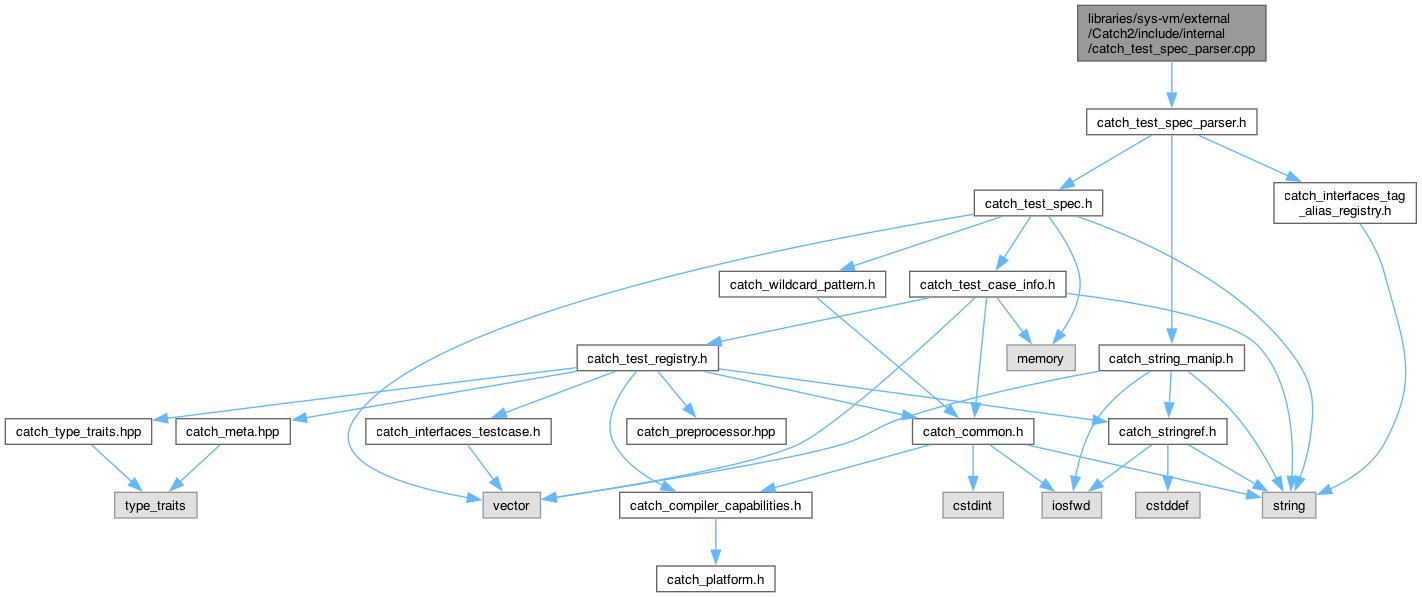 libraries/sys-vm/external
/Catch2/include/internal
/catch_test_spec_parser.cpp
catch_test_spec_parser.h
catch_test_spec.h
catch_interfaces_tag
_alias_registry.h
catch_wildcard_pattern.h
catch_test_case_info.h
catch_test_registry.h
memory
catch_string_manip.h
catch_type_traits.hpp
catch_meta.hpp
catch_interfaces_testcase.h
catch_preprocessor.hpp
catch_common.h
catch_stringref.h
type_traits
vector
catch_compiler_capabilities.h
cstdint
iosfwd
cstddef
string
catch_platform.h